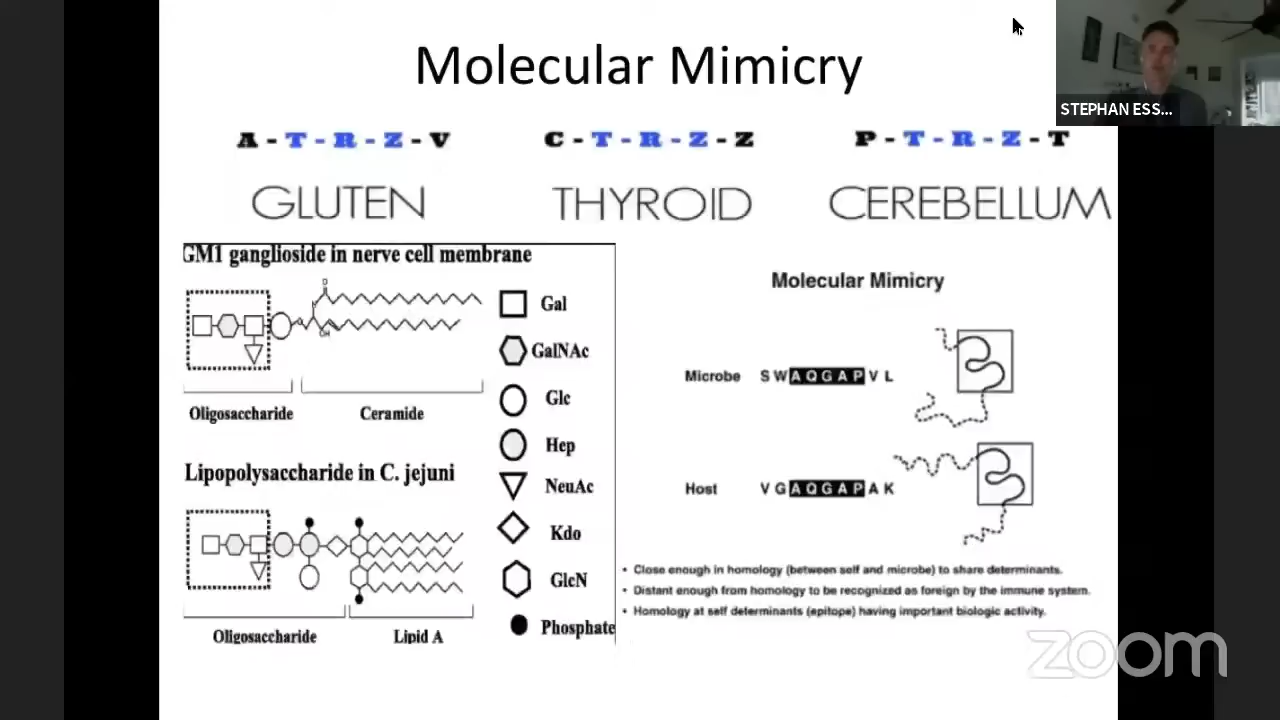 Molecular Mimicry
STEPHAN ESS...
A - T - R - Z - V
C - T - R - Z - Z
P - T - R - Z - T
GLUTEN
THYROID
CEREBELLUM
GM1 ganglioside in nerve cell membrane
O
N
O
OH
Oligosaccharide
Ceramide
Lipopolysaccharide in C. jejuni
Oligosaccharide
Lipid A
Gal
GalNAc
Glc
Hep
NeuAc
Kdo
GlcN
Phosphate
Molecular Mimicry
Microbe S W A Q G A P V L
Host V G A Q G A P A K
• Close enough in homology (between self and microbe) to share determinants.
• Distant enough from homology to be recognized as foreign by the immune system.
• Homology at self determinants (epitope) having important biologic activity.
zoom